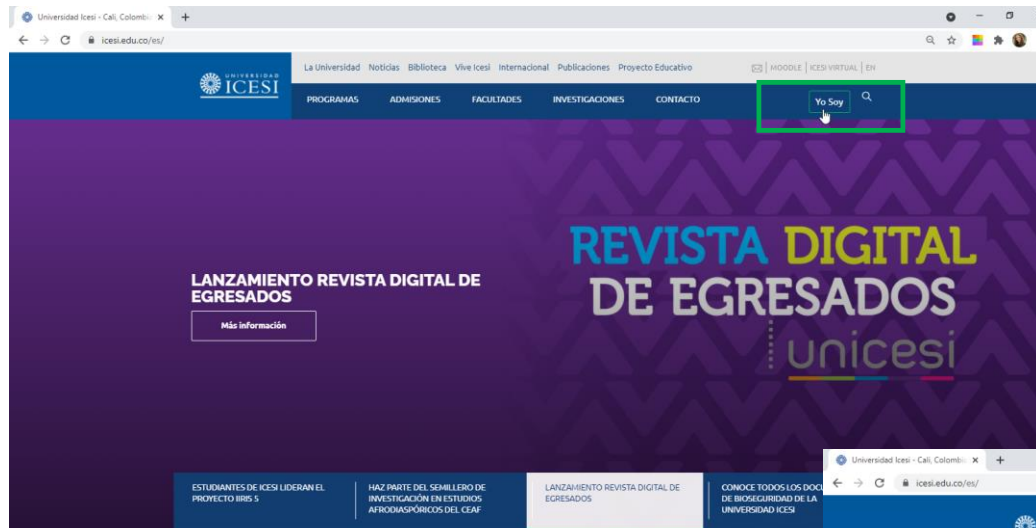 Universidad Icesi - Cali, Colombi
icesi.edu.co/es/
La Universidad Noticias Biblioteca Vive Icesi Internacional Publicaciones Proyecto Educativo
MOODLE | ICESI VIRTUAL | EN
UNIVERSIDAD
ICESI
PROGRAMAS ADMISIONES FACULTADES INVESTIGACIONES CONTACTO
Yo Soy
REVISTA DIGITAL
DE EGRESADOS
unicesi
LANZAMIENTO REVISTA DIGITAL DE
EGRESADOS
Más información
ESTUDIANTES DE ICESI LIDERAN EL
PROYECTO IIRIS 5
HAZ PARTE DEL SEMILLERO DE
INVESTIGACIÓN EN ESTUDIOS
AFRODIASPÓRICOS DEL CEAF
LANZAMIENTO REVISTA DIGITAL DE
EGRESADOS
CONOCE TODOS LOS DOCU
DE BIOSEGURIDAD DE LA
UNIVERSIDAD ICESI
Universidad Icesi - Cali, Colombi
icesi.edu.co/es/